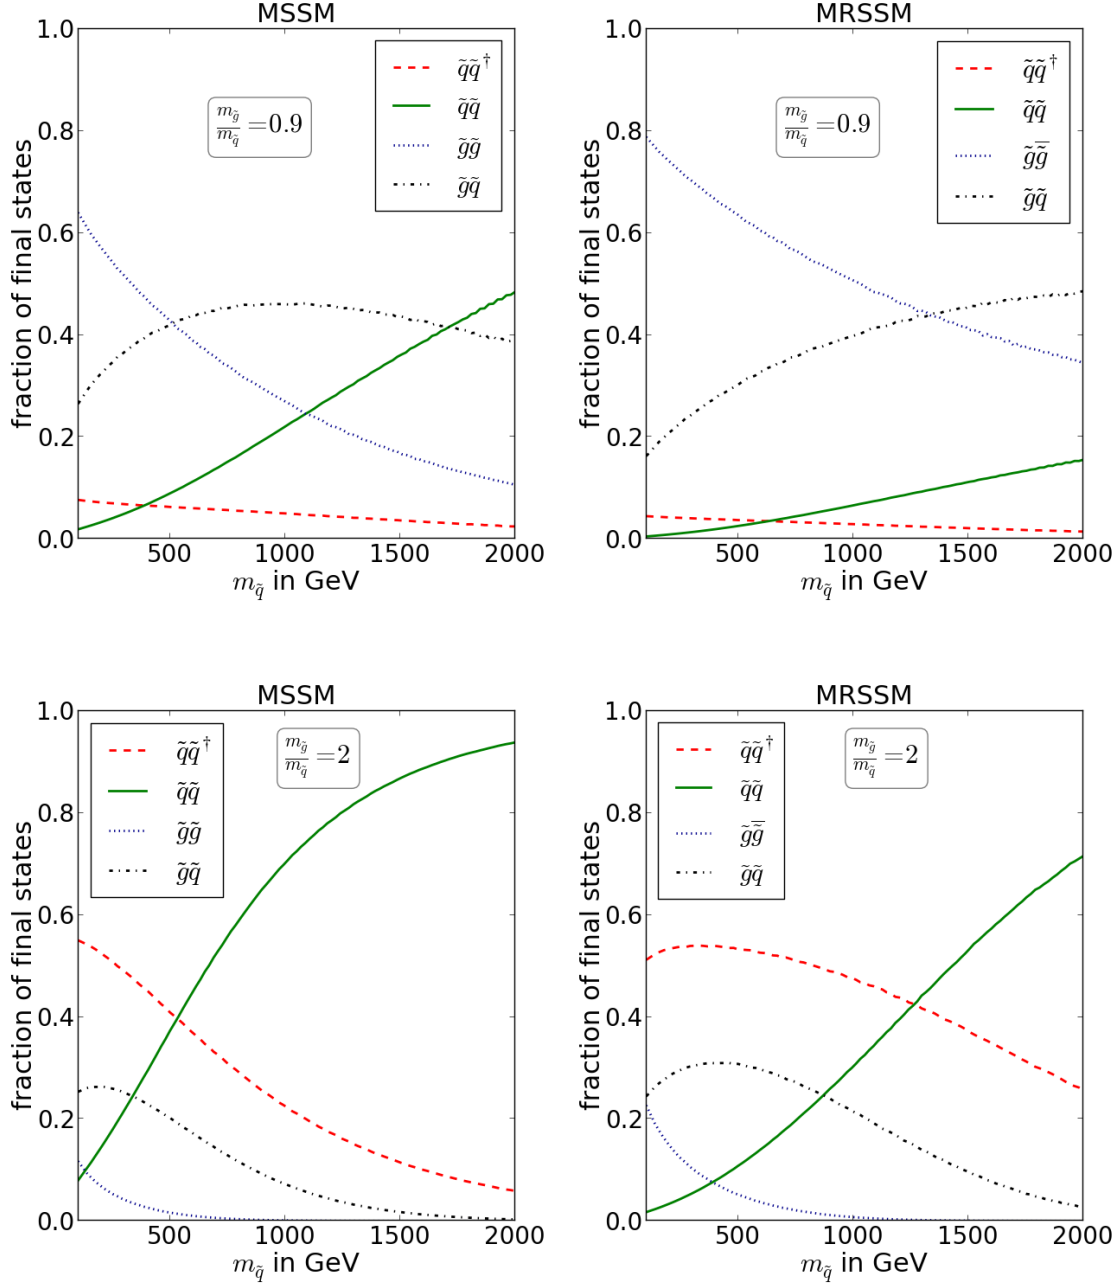 MSSM
fraction of final states
1.0
0.8
0.6
0.4
0.2
0.0
q̃q̃†
q̃q̃
g̃g̃
g̃q̃
m_g̃/m_q̃ = 0.9
500 1000 1500 2000
m_q̃ in GeV
MRSSM
fraction of final states
1.0
0.8
0.6
0.4
0.2
0.0
q̃q̃†
q̃q̃
g̃g̃̅
g̃q̃
m_g̃/m_q̃ = 0.9
500 1000 1500 2000
m_q̃ in GeV
MSSM
fraction of final states
1.0
0.8
0.6
0.4
0.2
0.0
q̃q̃†
q̃q̃
g̃g̃
g̃q̃
m_g̃/m_q̃ = 2
500 1000 1500 2000
m_q̃ in GeV
MRSSM
fraction of final states
1.0
0.8
0.6
0.4
0.2
0.0
q̃q̃†
q̃q̃
g̃g̃̅
g̃q̃
m_g̃/m_q̃ = 2
500 1000 1500 2000
m_q̃ in GeV